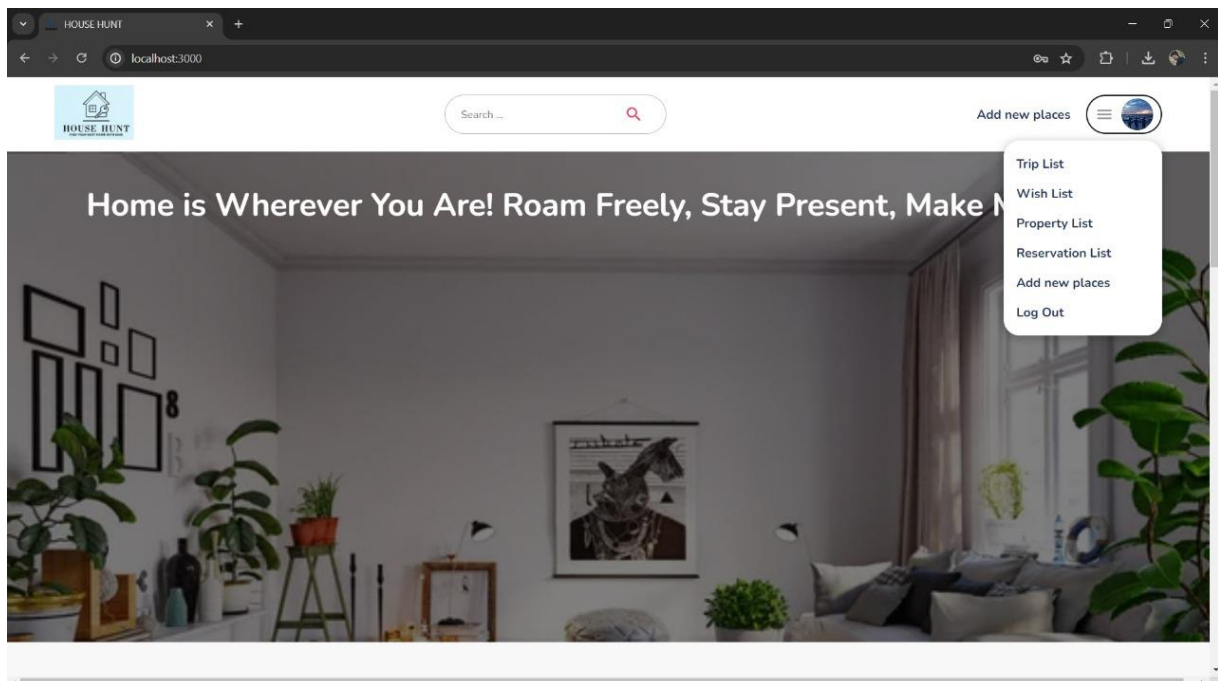 HOUSE HUNT
localhost:3000
HOUSE HUNT
Search ...
Add new places
Home is Wherever You Are! Roam Freely, Stay Present, Make
Trip List
Wish List
Property List
Reservation List
Add new places
Log Out
8